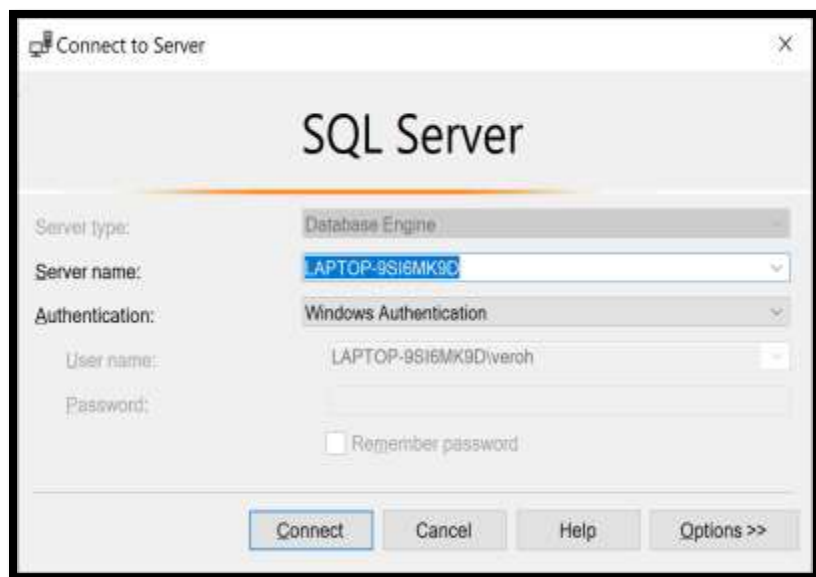 Connect to Server
SQL Server
Server type: Database Engine
Server name: LAPTOP-9SI6MK9D
Authentication: Windows Authentication
User name: LAPTOP-9SI6MK9D\veroh
Password:
Remember password
Connect Cancel Help Options >>